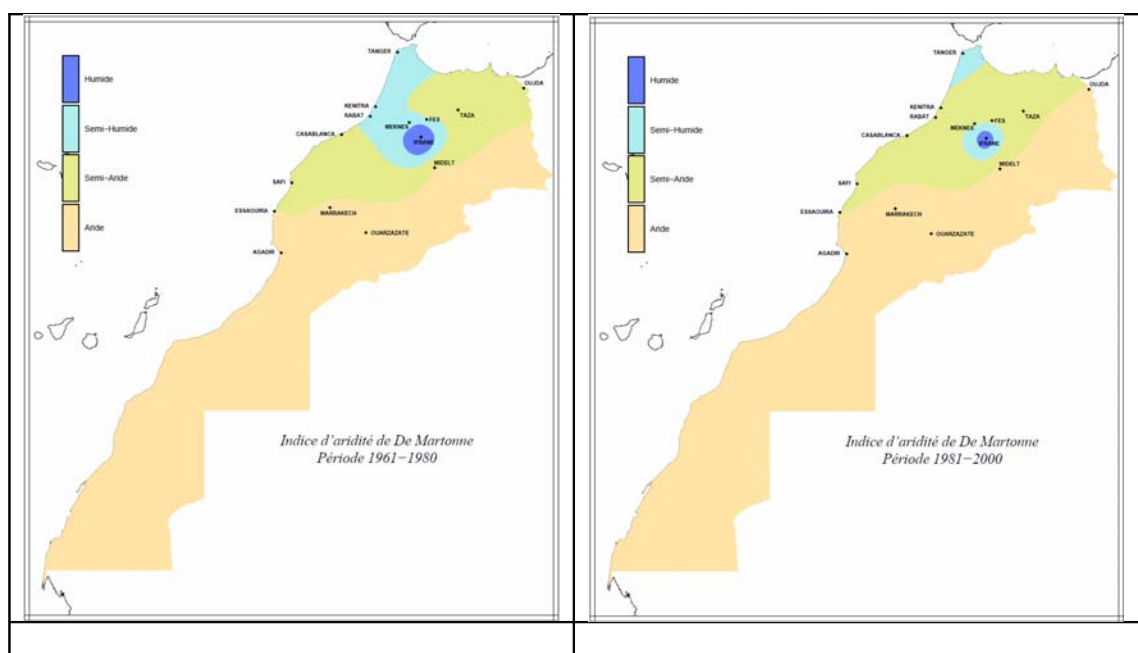 Humide
Semi-Humide
Semi-Aride
Aride
TANGER
OUJDA
KENITRA
RABAT
FES
TAZA
MEKNES
CASABLANCA
IFRANE
MIDELT
SAFI
ESSAOUIRA
MARRAKECH
OUARZAZATE
AGADIR
Indice d'aridité de De Martonne
Période 1961-1980
Humide
Semi-Humide
Semi-Aride
Aride
TANGER
OUJDA
KENITRA
RABAT
FES
TAZA
MEKNES
CASABLANCA
IFRANE
MIDELT
SAFI
ESSAOUIRA
MARRAKECH
OUARZAZATE
AGADIR
Indice d'aridité de De Martonne
Période 1981-2000